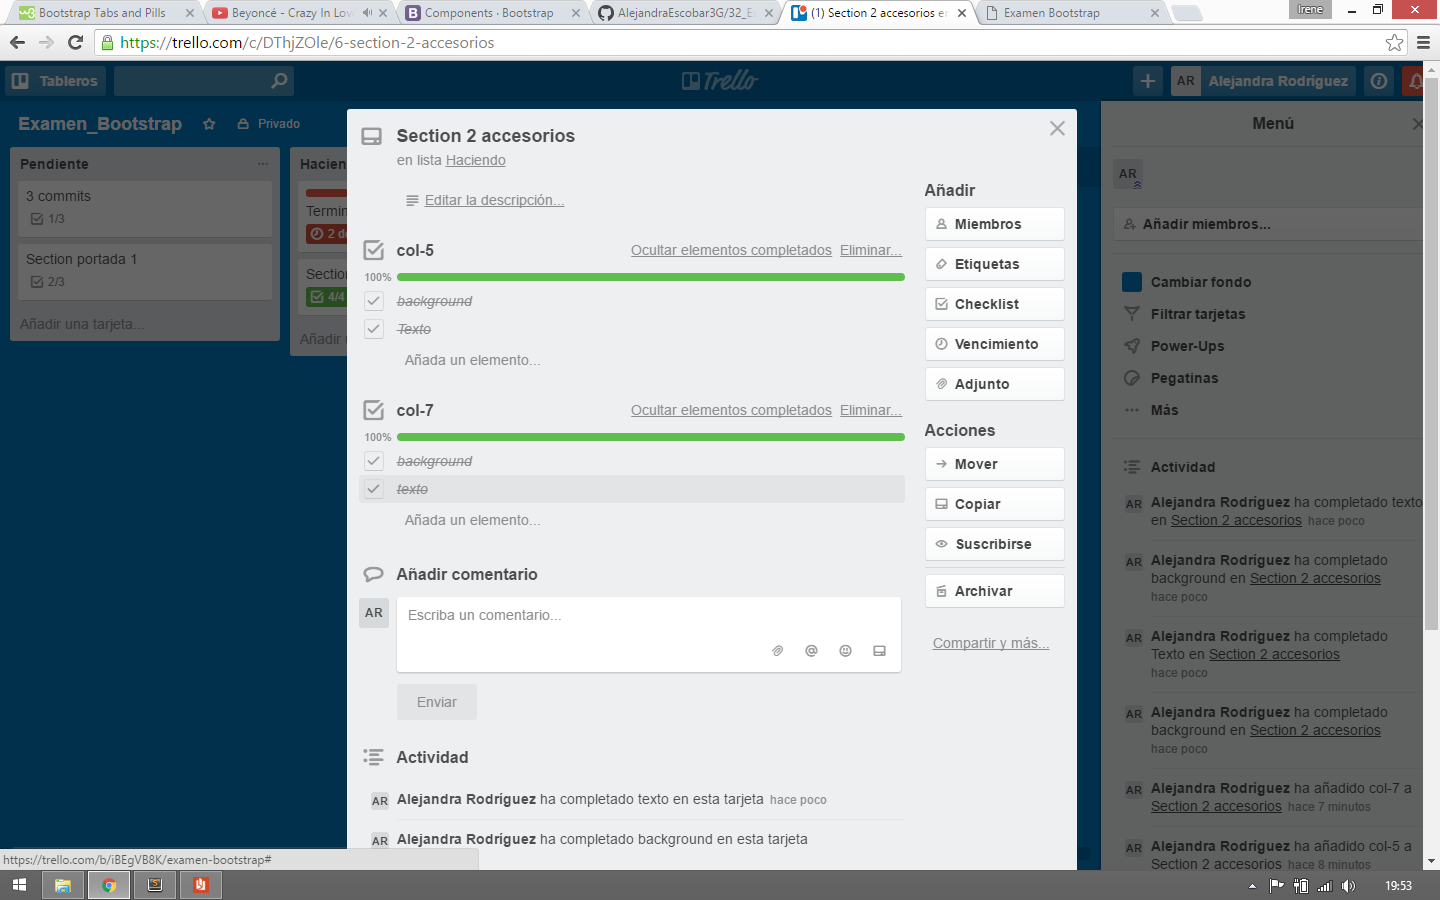 Bootstrap Tabs and Pills
Beyoncé - Crazy In Lov
Components · Bootstrap
AlejandraEscobar3G/32_E
(1) Section 2 accesorios e
Examen Bootstrap
Irene
https://trello.com/c/DThjZOle/6-section-2-accesorios
Tableros
Trello
AR
Alejandra Rodríguez
Examen_Bootstrap
Privado
Pendiente
3 commits
1/3
Section portada 1
2/3
Añadir una tarjeta...
Hacien
Termin
2 de
Section
4/4
Añadir u
Section 2 accesorios
en lista Haciendo
Editar la descripción...
col-5
Ocultar elementos completados
Eliminar...
100%
background
Texto
Añada un elemento...
col-7
Ocultar elementos completados
Eliminar...
100%
background
texto
Añada un elemento...
Añadir comentario
AR
Escriba un comentario...
Enviar
Actividad
AR
Alejandra Rodríguez ha completado texto en esta tarjeta hace poco
AR
Alejandra Rodríguez ha completado background en esta tarjeta
Añadir
Miembros
Etiquetas
Checklist
Vencimiento
Adjunto
Acciones
Mover
Copiar
Suscribirse
Archivar
Compartir y más...
Menú
AR
Añadir miembros...
Cambiar fondo
Filtrar tarjetas
Power-Ups
Pegatinas
Más
Actividad
AR
Alejandra Rodríguez ha completado texto
en Section 2 accesorios hace poco
AR
Alejandra Rodríguez ha completado
background en Section 2 accesorios
hace poco
AR
Alejandra Rodríguez ha completado
Texto en Section 2 accesorios
hace poco
AR
Alejandra Rodríguez ha completado
background en Section 2 accesorios
hace poco
AR
Alejandra Rodríguez ha añadido col-7 a
Section 2 accesorios hace 7 minutos
AR
Alejandra Rodríguez ha añadido col-5 a
Section 2 accesorios hace 8 minutos
https://trello.com/b/iBEgVB8K/examen-bootstrap#
19:53